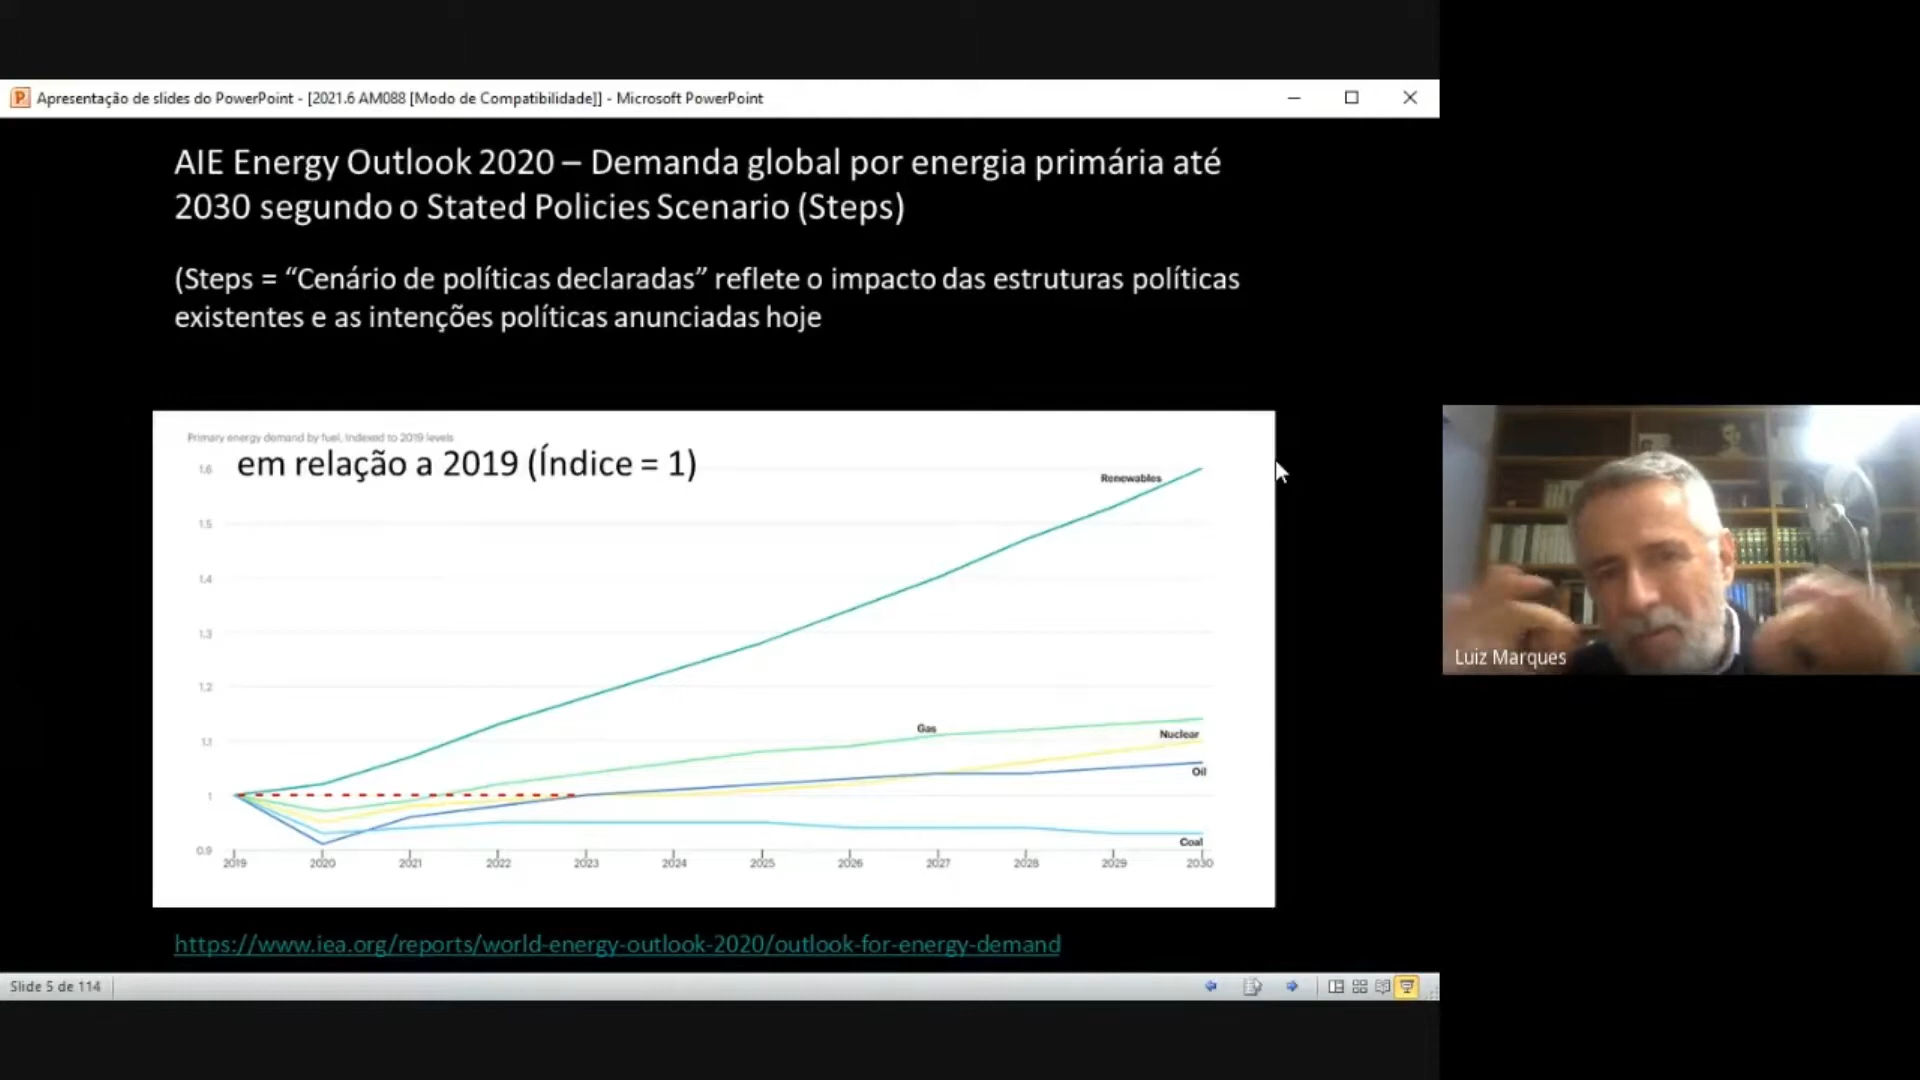 Apresentação de slides do PowerPoint - [2021.6 AM088 [Modo de Compatibilidade]] - Microsoft PowerPoint
AIE Energy Outlook 2020 – Demanda global por energia primária até
2030 segundo o Stated Policies Scenario (Steps)
(Steps = “Cenário de políticas declaradas” reflete o impacto das estruturas políticas
existentes e as intenções políticas anunciadas hoje
Primary energy demand by fuel, indexed to 2019 levels
em relação a 2019 (Índice = 1)
1.6
Renewables
1.5
1.4
1.3
1.2
Gas
Nuclear
1.1
Oil
1
Coal
0.9
2019 2020 2021 2022 2023 2024 2025 2026 2027 2028 2029 2030
https://www.iea.org/reports/world-energy-outlook-2020/outlook-for-energy-demand
Slide 5 de 114
Luiz Marques